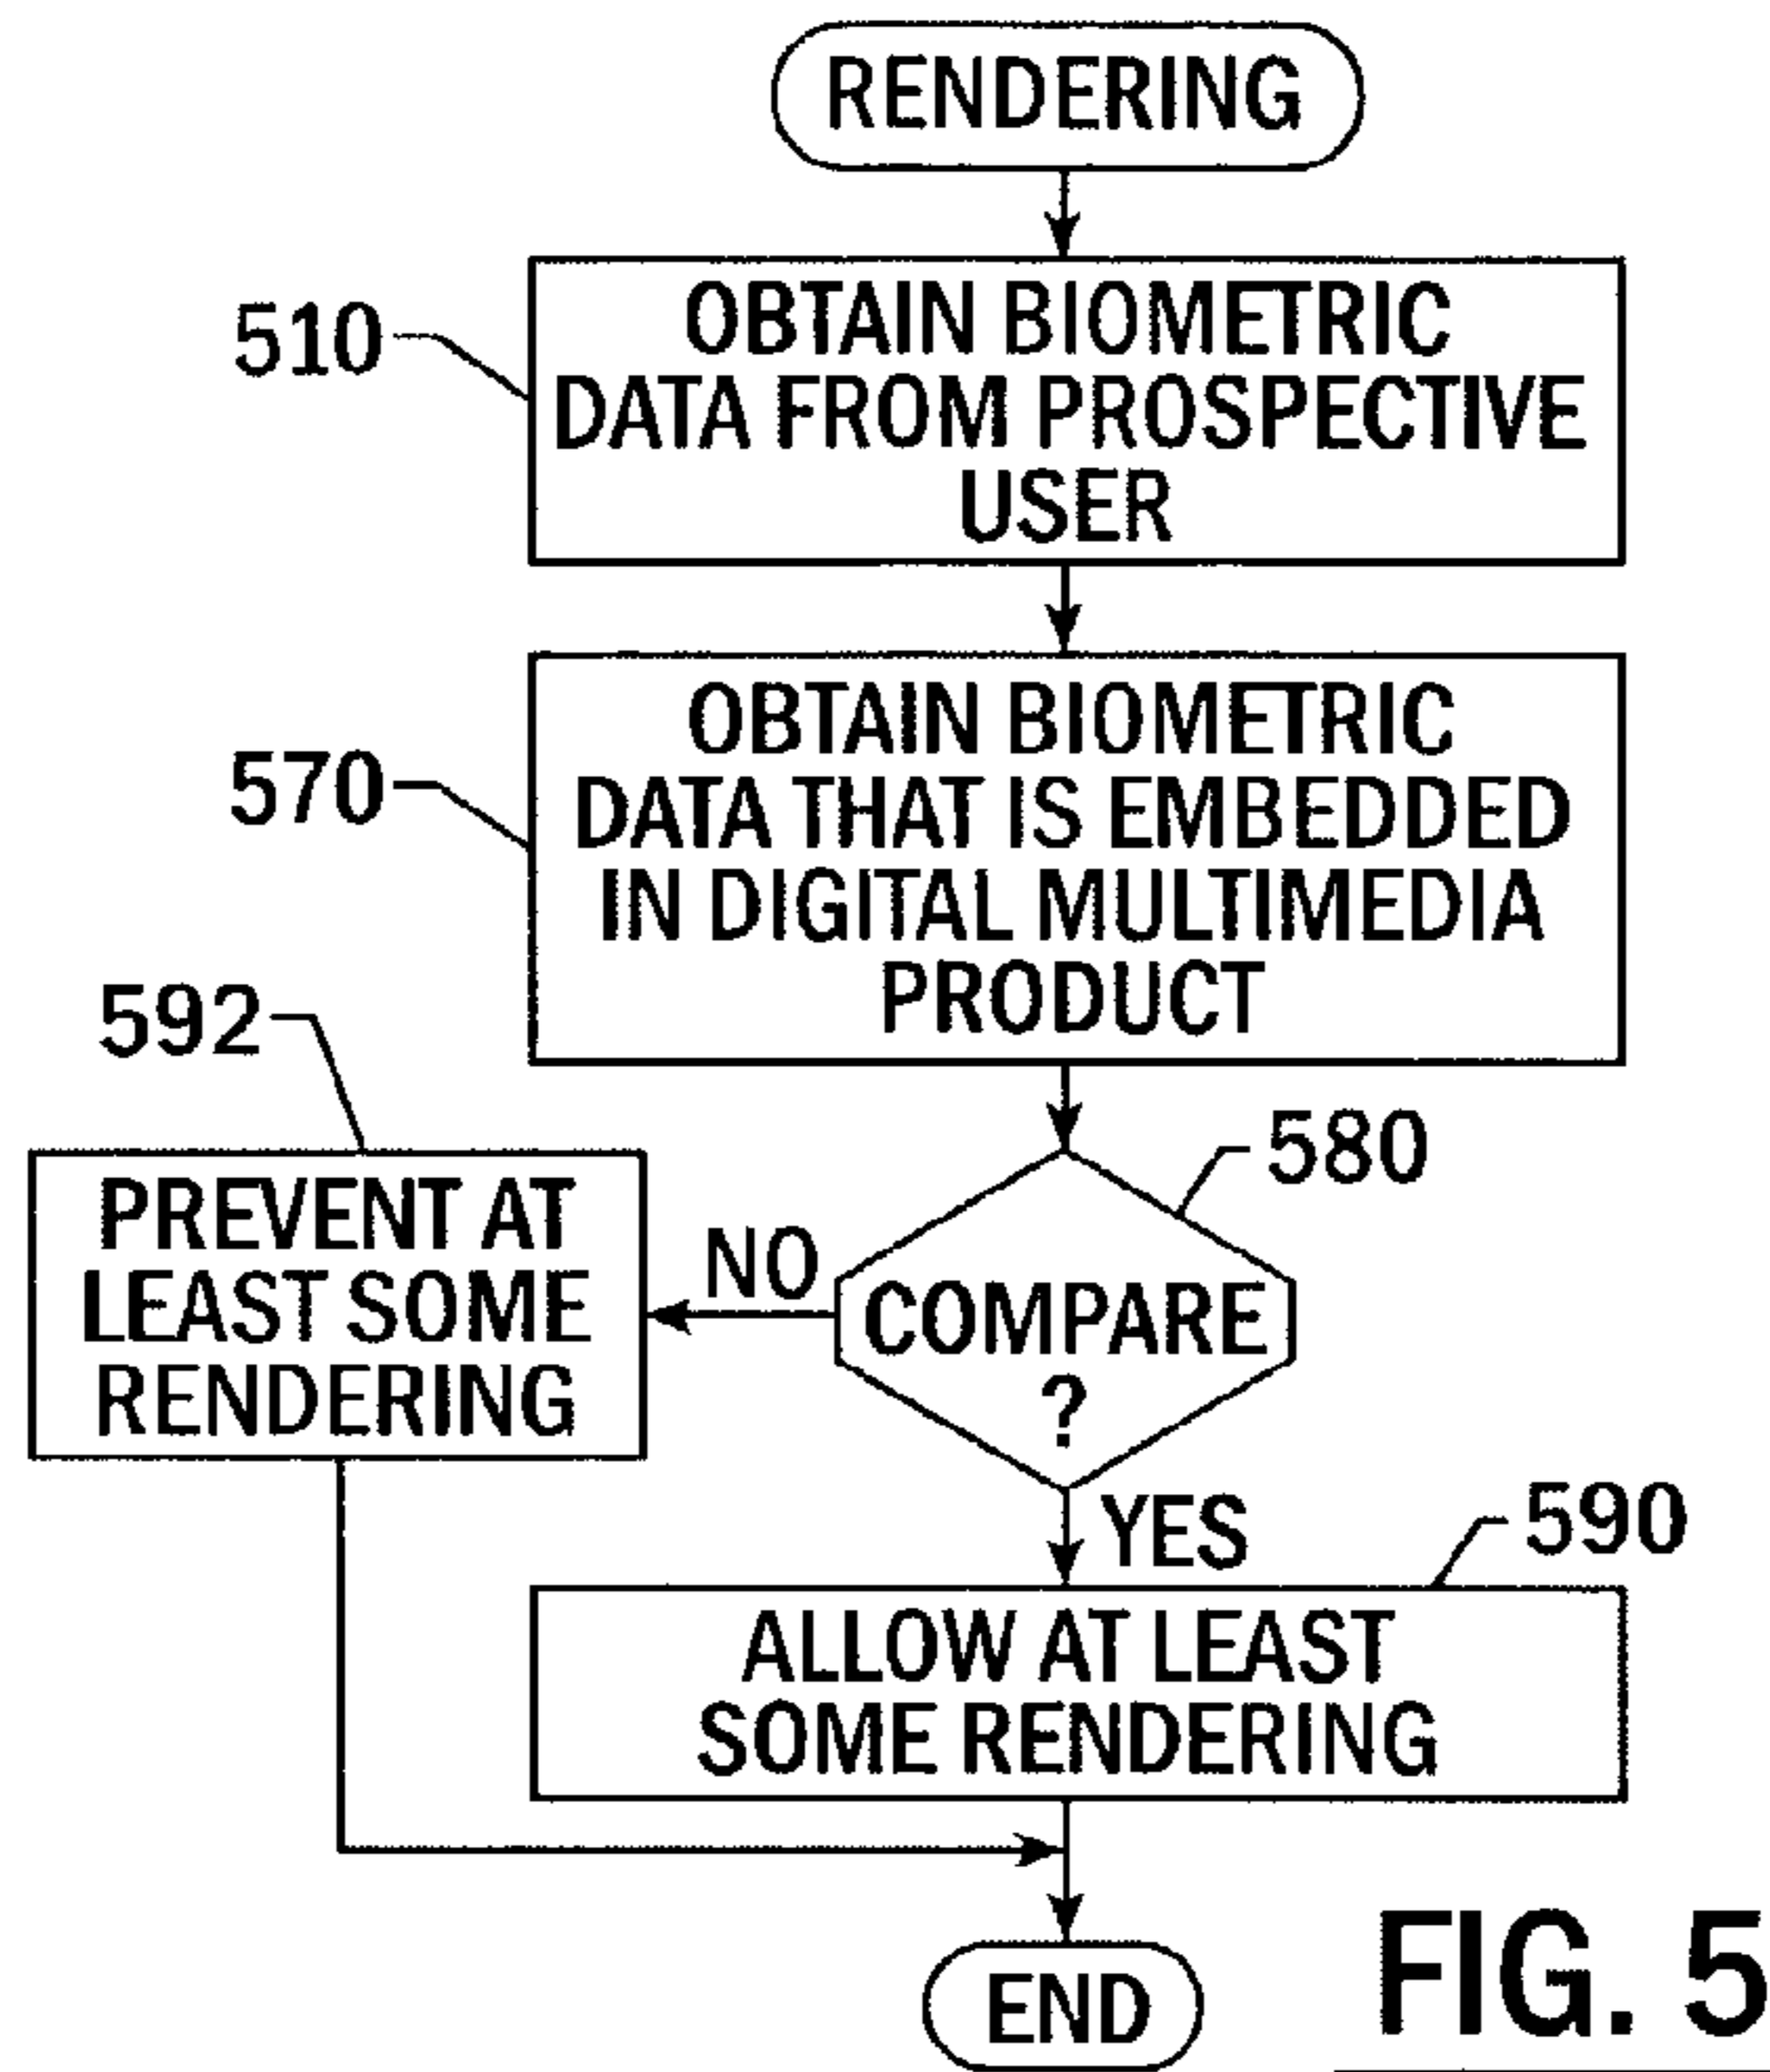 RENDERING
510
OBTAIN BIOMETRIC
DATA FROM PROSPECTIVE
USER
570
OBTAIN BIOMETRIC
DATA THAT IS EMBEDDED
IN DIGITAL MULTIMEDIA
PRODUCT
592
PREVENT AT
LEAST SOME
RENDERING
NO
580
COMPARE
?
YES
590
ALLOW AT LEAST
SOME RENDERING
END
FIG. 5